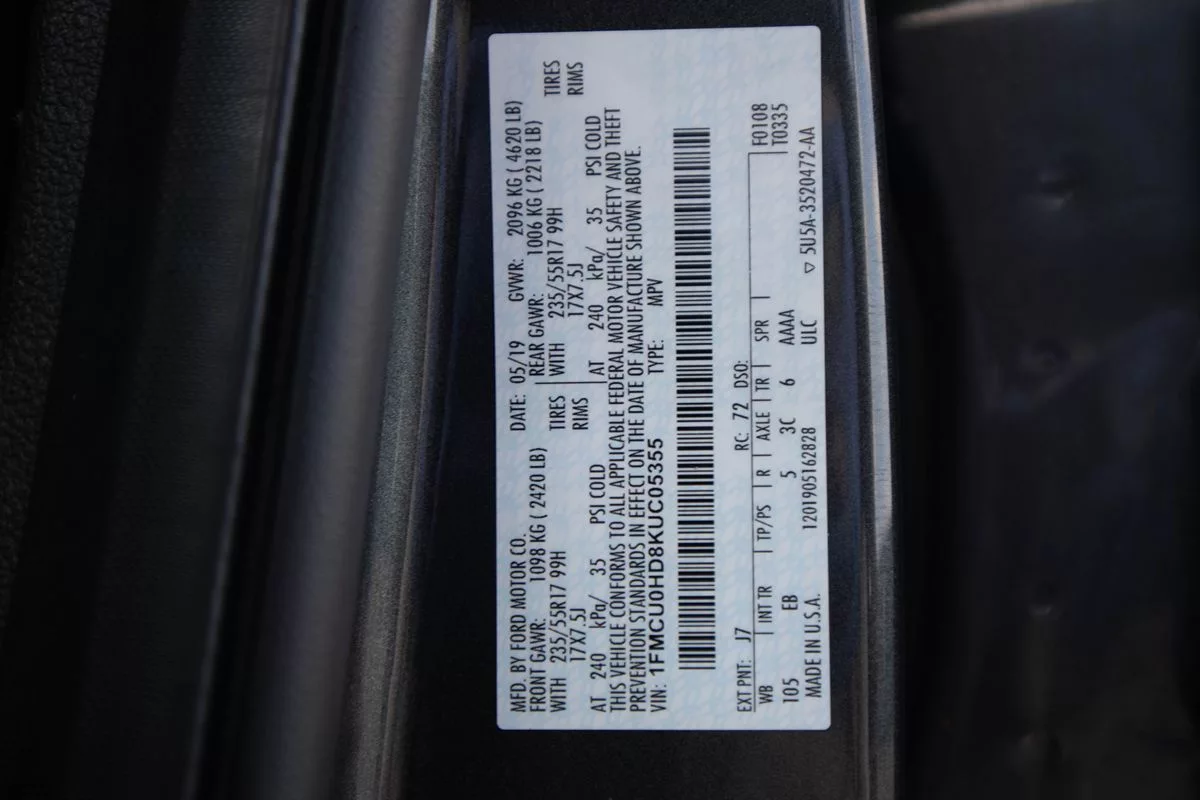 MFD. BY FORD MOTOR CO. DATE: 05/19 GVWR: 2096 KG ( 4620 LB)
FRONT GAWR: 1098 KG ( 2420 LB) REAR GAWR: 1006 KG ( 2218 LB)
WITH 235/55R17 99H TIRES WITH 235/55R17 99H TIRES
17X7.5J RIMS 17X7.5J RIMS
AT 240 kPa/ 35 PSI COLD AT 240 kPa/ 35 PSI COLD
THIS VEHICLE CONFORMS TO ALL APPLICABLE FEDERAL MOTOR VEHICLE SAFETY AND THEFT
PREVENTION STANDARDS IN EFFECT ON THE DATE OF MANUFACTURE SHOWN ABOVE.
VIN: 1FMCU0HD8KUC05355 TYPE: MPV
EXT PNT: J7 RC: 72 DSO: F0108
WB INT TR TP/PS R AXLE TR SPR T0335
105 EB 5 3C 6 AAAA
MADE IN U.S.A. 1201905162828 ULC ▽ 5U5A-3520472-AA